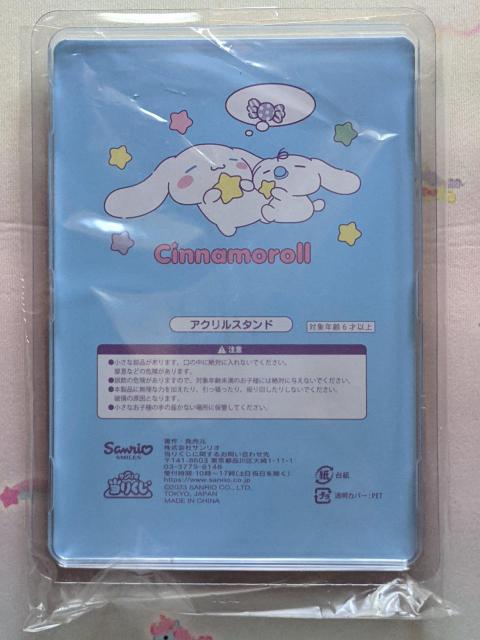 Cinnamoroll
アクリルスタンド
対象年齢6才以上
注意
●小さな部品があります。口の中に絶対に入れないでください。
窒息などの危険があります。
●誤飲の危険がありますので、対象年齢未満のお子様には絶対に与えないでください。
●本製品に無理な力を加えたり、引っ張ったり、振り回したりしないでください。
破損の原因となります。
●小さなお子様の手の届かない場所に保管してください。
Sanrio
SMILES
当りくじ
著作・発売元
株式会社サンリオ
当りくじに関するお問い合わせ窓口
〒141-8603 東京都品川区大崎1-11-1
03-3779-8148
受付時間:10時〜17時(土日祝日を除く)
https://www.sanrio.co.jp
©2023 SANRIO CO., LTD.
TOKYO, JAPAN
MADE IN CHINA
紙 台紙
プラ 透明カバー:PET